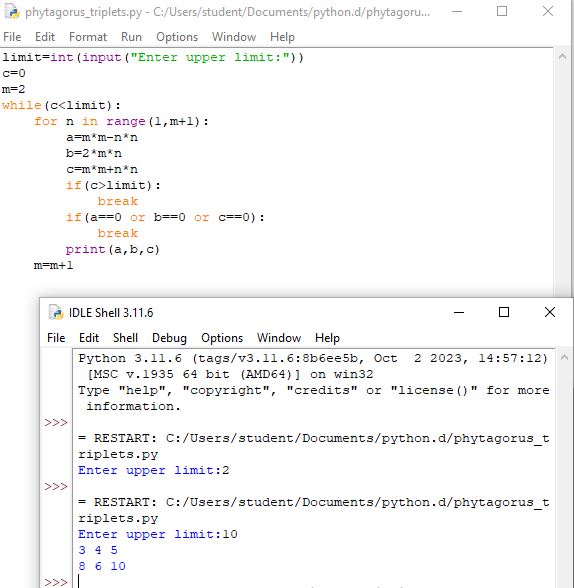 phytagorus_triplets.py - C:/Users/student/Documents/python.d/phytagoru...
File Edit Format Run Options Window Help
limit=int(input("Enter upper limit:"))
c=0
m=2
while(c<limit):
    for n in range(1,m+1):
        a=m*m-n*n
        b=2*m*n
        c=m*m+n*n
        if(c>limit):
            break
        if(a==0 or b==0 or c==0):
            break
        print(a,b,c)
    m=m+1
IDLE Shell 3.11.6
File Edit Shell Debug Options Window Help
Python 3.11.6 (tags/v3.11.6:8b6ee5b, Oct  2 2023, 14:57:12)
 [MSC v.1935 64 bit (AMD64)] on win32
Type "help", "copyright", "credits" or "license()" for more
 information.
>>>
= RESTART: C:/Users/student/Documents/python.d/phytagorus_t
riplets.py
Enter upper limit:2
>>>
= RESTART: C:/Users/student/Documents/python.d/phytagorus_t
riplets.py
Enter upper limit:10
3 4 5
8 6 10
>>>